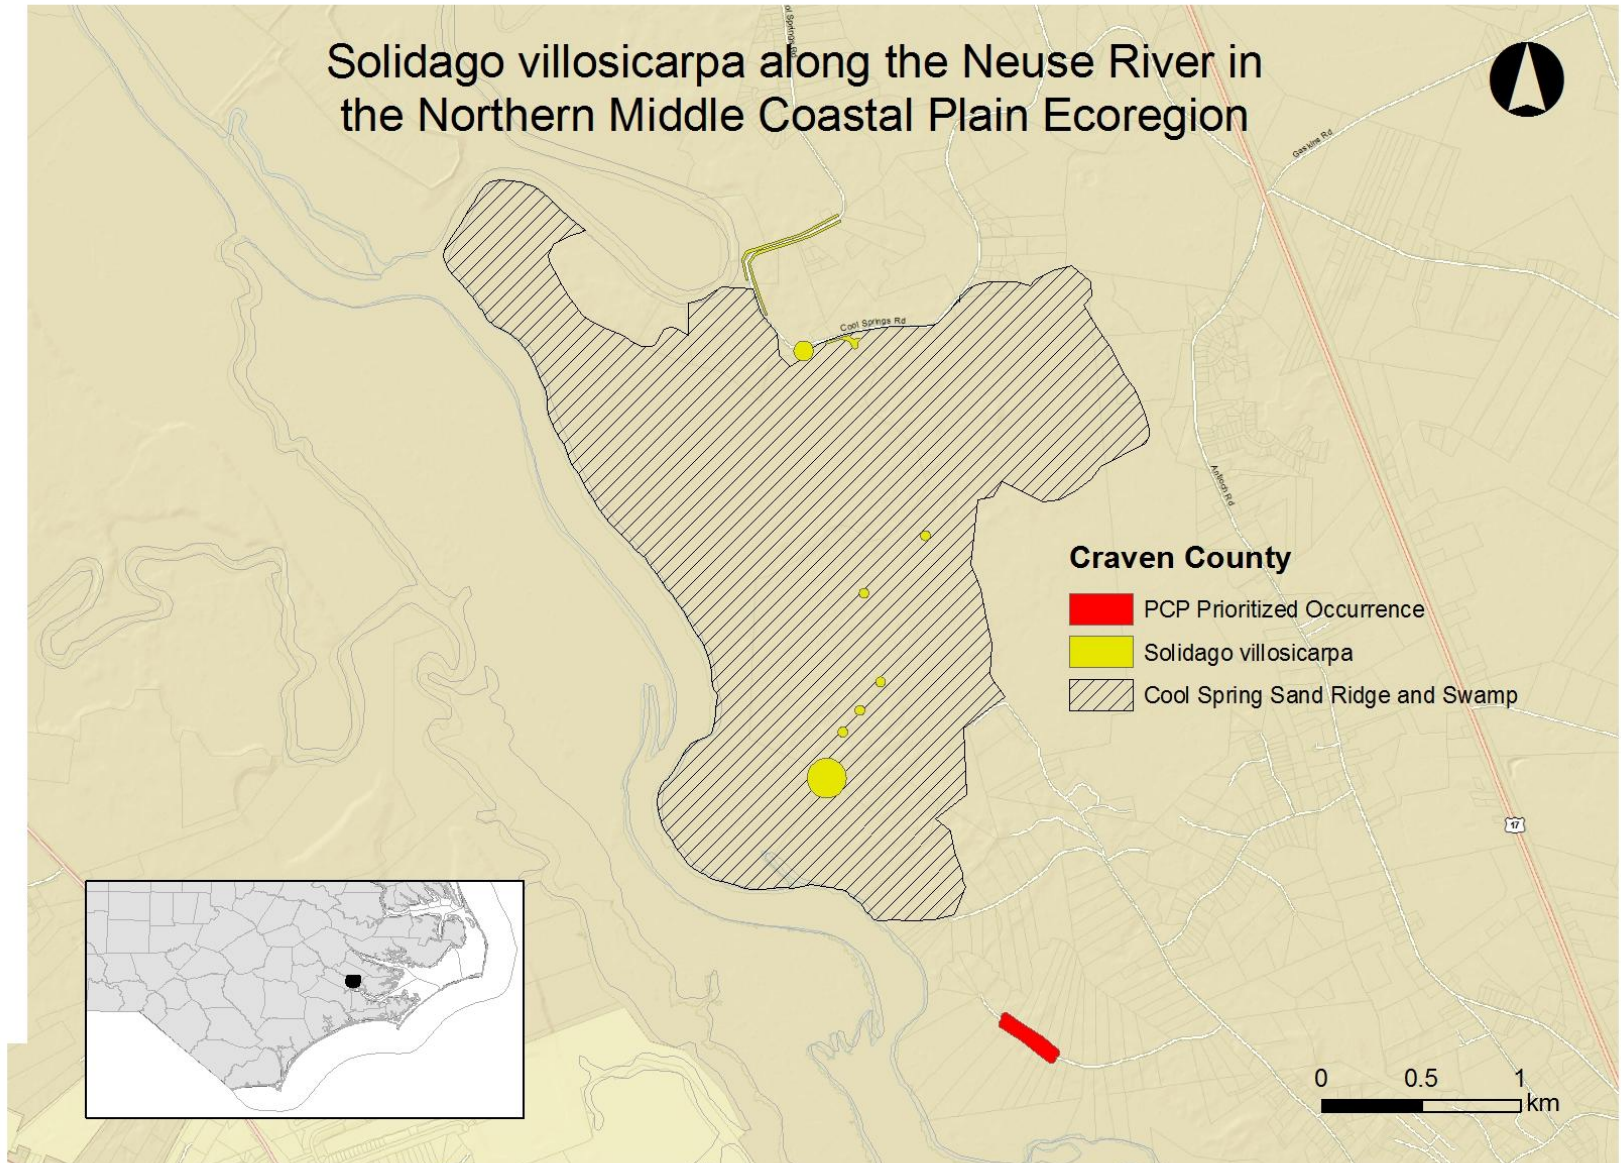 Solidago villosicarpa along the Neuse River in
the Northern Middle Coastal Plain Ecoregion
Gaskins Rd
Cool Springs Rd
Antioch Rd
Craven County
PCP Prioritized Occurrence
Solidago villosicarpa
Cool Spring Sand Ridge and Swamp
17
0 0.5 1
km